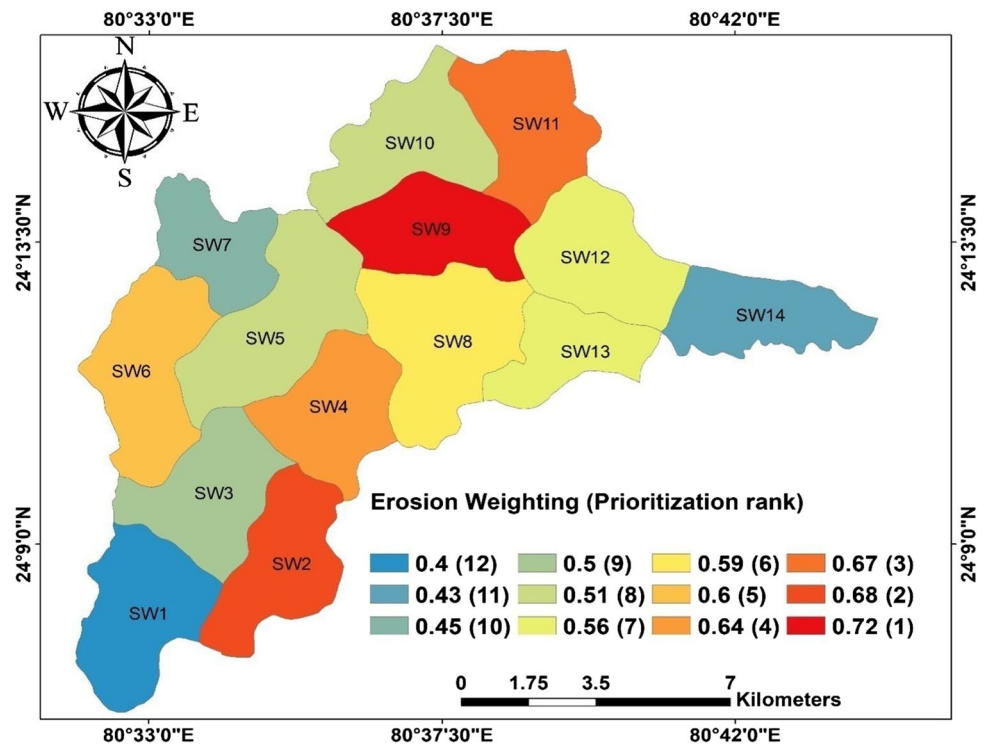 80°33'0"E 80°37'30"E 80°42'0"E
N
W E
S
SW11
SW10
SW9
SW7
SW12
24°13'30"N 24°13'30"N
SW14
SW5
SW8
SW13
SW6
SW4
SW3
Erosion Weighting (Prioritization rank)
24°9'0"N 24°9'0"N
SW2
0.4 (12) 0.5 (9) 0.59 (6) 0.67 (3)
0.43 (11) 0.51 (8) 0.6 (5) 0.68 (2)
SW1
0.45 (10) 0.56 (7) 0.64 (4) 0.72 (1)
0 1.75 3.5 7
Kilometers
80°33'0"E 80°37'30"E 80°42'0"E